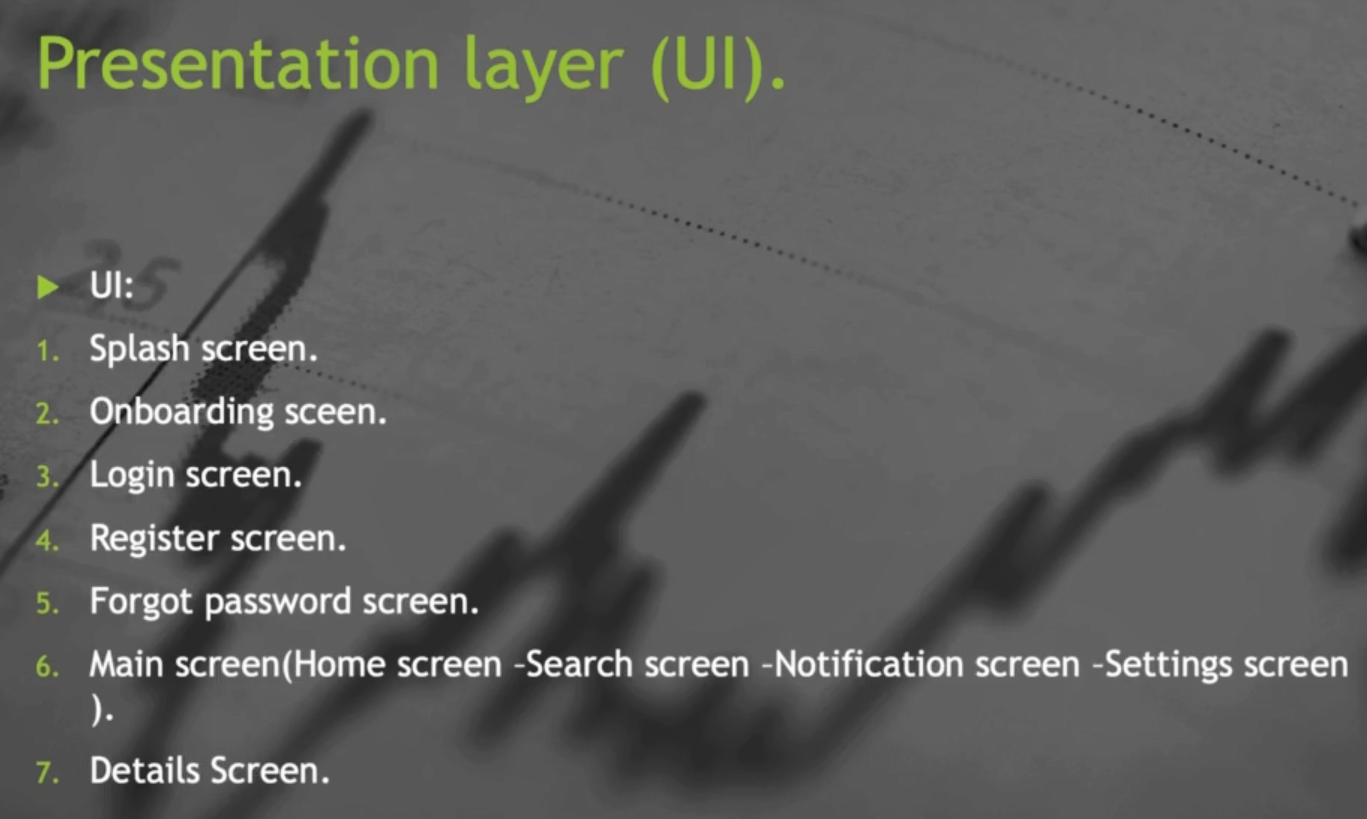 Presentation layer (UI).
UI:
1. Splash screen.
2. Onboarding sceen.
3. Login screen.
4. Register screen.
5. Forgot password screen.
6. Main screen(Home screen -Search screen -Notification screen -Settings screen
).
7. Details Screen.